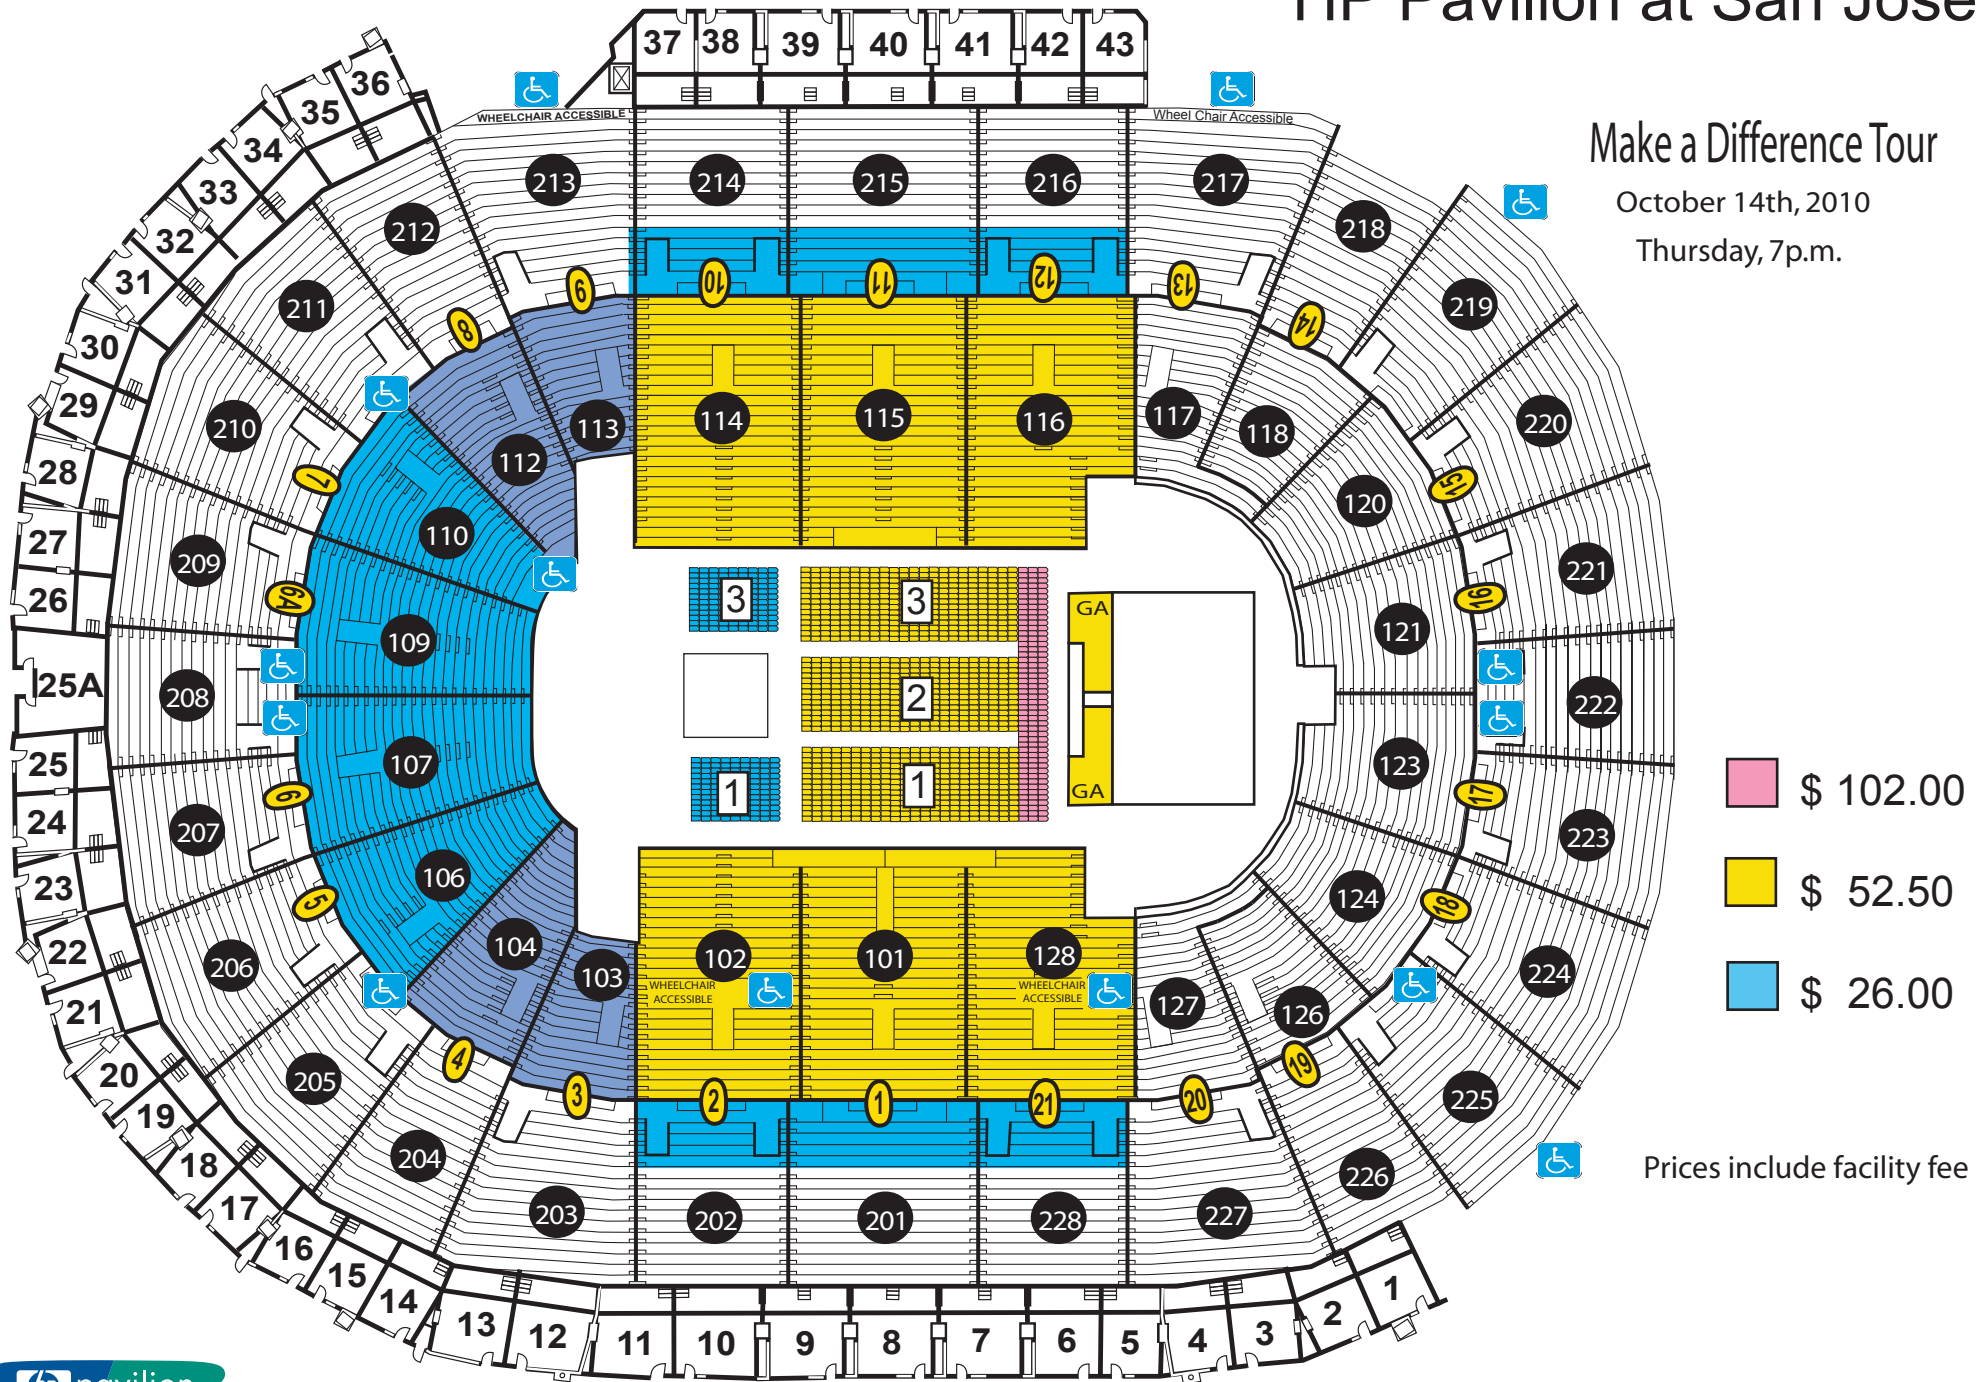 HP Pavilion at San Jose
37 38 39 40 41 42 43
36
35
34
33
32
31
30
29
28
27
26
25A
25
24
23
22
21
20
19
18
17
16
15
14
13 12 11 10 9 8 7 6 5 4 3 2 1
WHEELCHAIR ACCESSIBLE
Wheel Chair Accessible
Make a Difference Tour
October 14th, 2010
Thursday, 7p.m.
213 214 215 216 217
212 218
211 219
210 220
209 221
208 222
207 223
206 224
205 225
204 226
203 202 201 228 227
9 10 11 12 13
8 14
7 15
6A 16
6 17
5 18
4 19
3 2 1 21 20
113 114 115 116 117
112 118
110 120
109 121
107 123
106 124
104 126
103 102 101 128 127
WHEELCHAIR
ACCESSIBLE
WHEELCHAIR
ACCESSIBLE
3 3
2
1 1
GA
GA
$ 102.00
$ 52.50
$ 26.00
Prices include facility fee
hp pavilion